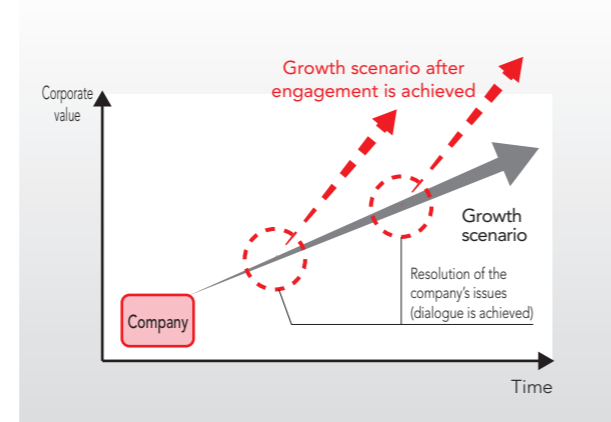 Growth scenario after
engagement is achieved
Corporate
value
Growth
scenario
Resolution of the
company's issues
(dialogue is achieved)
Company
Time